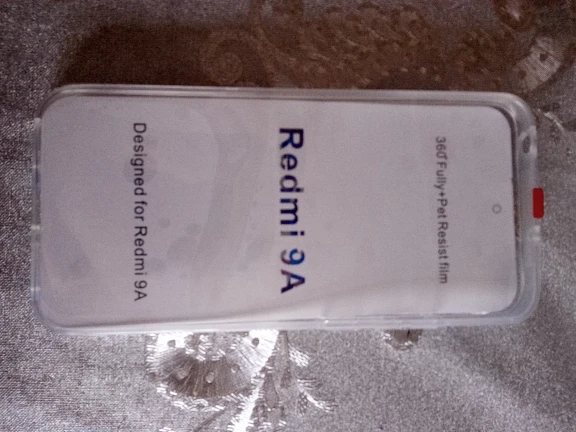 360°Fully+Pet Resist film
Redmi 9A
Designed for Redmi 9A